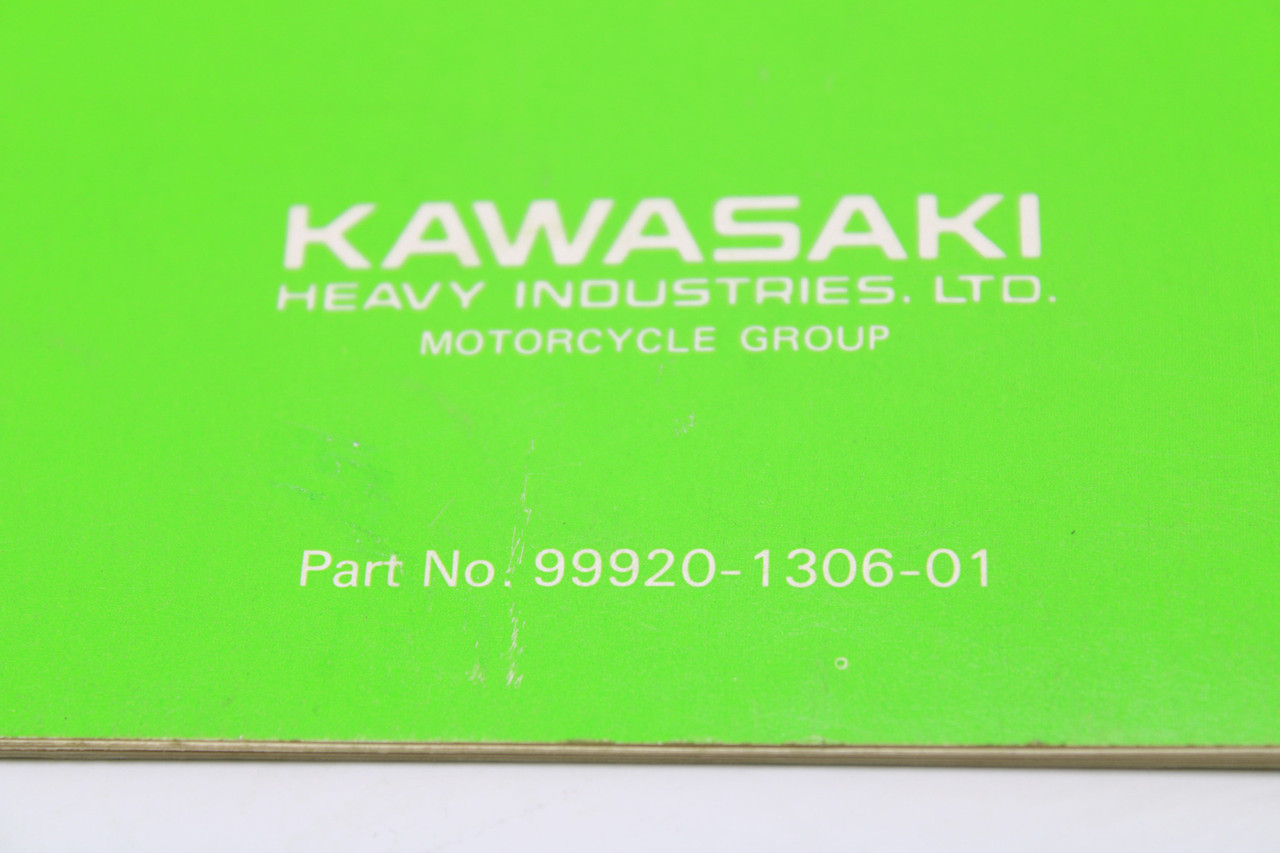 KAWASAKI
HEAVY INDUSTRIES. LTD.
MOTORCYCLE GROUP
Part No. 99920-1306-01